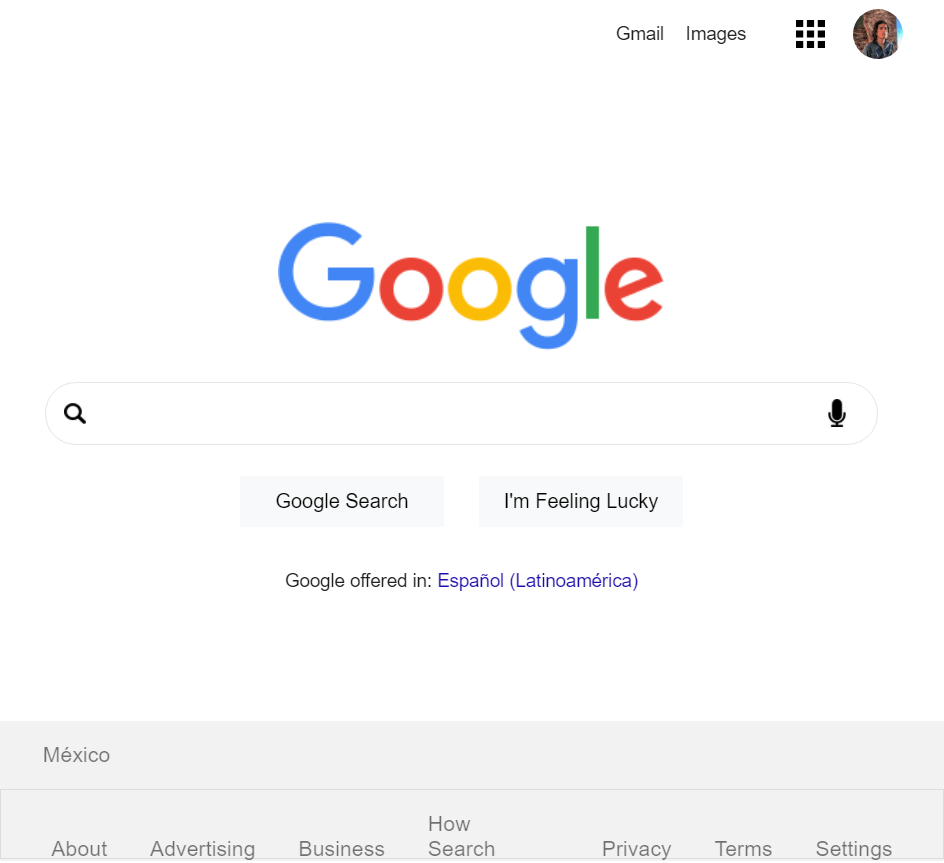 Gmail Images
Google
Google Search I'm Feeling Lucky
Google offered in: Español (Latinoamérica)
México
How
About Advertising Business Search Privacy Terms Settings